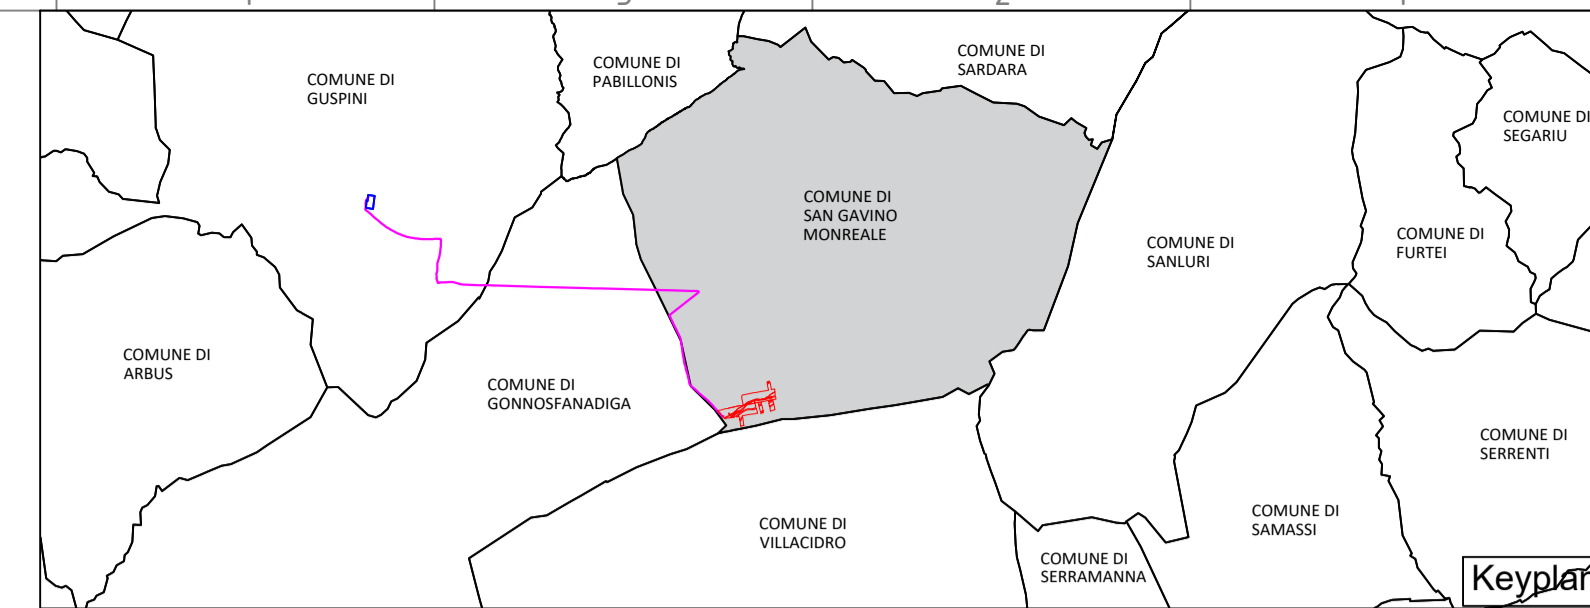 COMUNE DI
GUSPINI
COMUNE DI
PABILLONIS
COMUNE DI
SARDARA
COMUNE DI
SEGARIU
COMUNE DI
SAN GAVINO
MONREALE
COMUNE DI
SANLURI
COMUNE DI
FURTEI
COMUNE DI
ARBUS
COMUNE DI
GONNOSFANADIGA
COMUNE DI
SERRENTI
COMUNE DI
VILLACIDRO
COMUNE DI
SAMASSI
COMUNE DI
SERRAMANNA
Keyplan